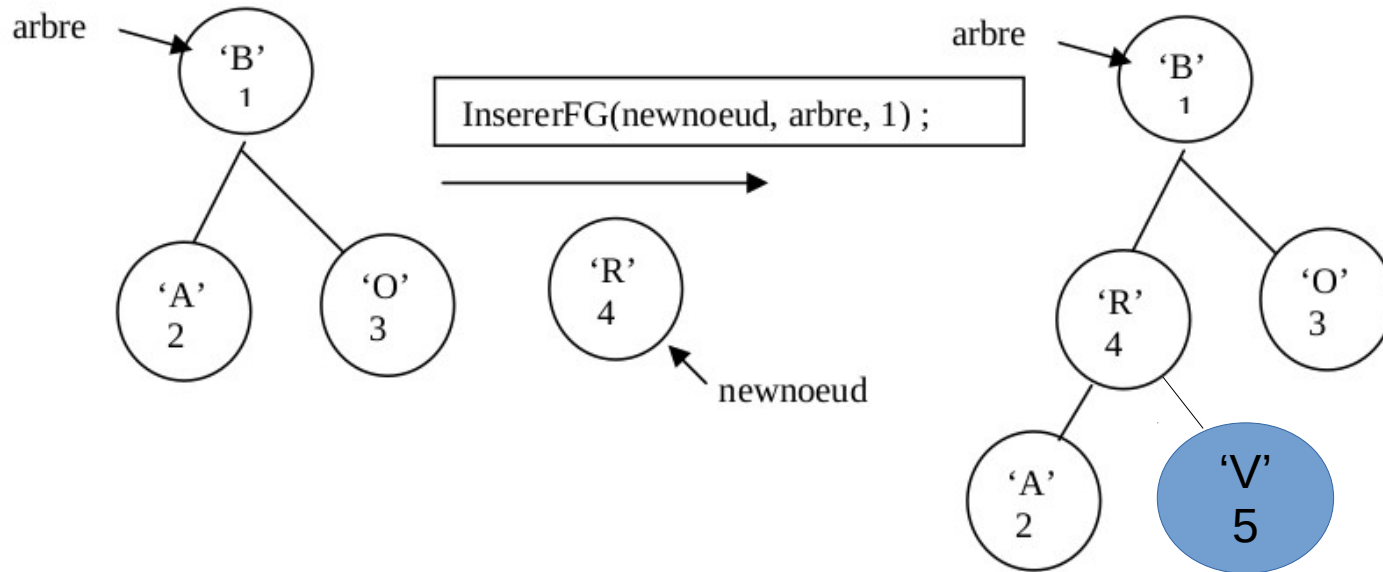 arbre
‘B’
1
‘A’
2
‘O’
3
InsererFG(newnoeud, arbre, 1) ;
‘R’
4
newnoeud
arbre
‘B’
1
‘R’
4
‘O’
3
‘A’
2
‘V’
5